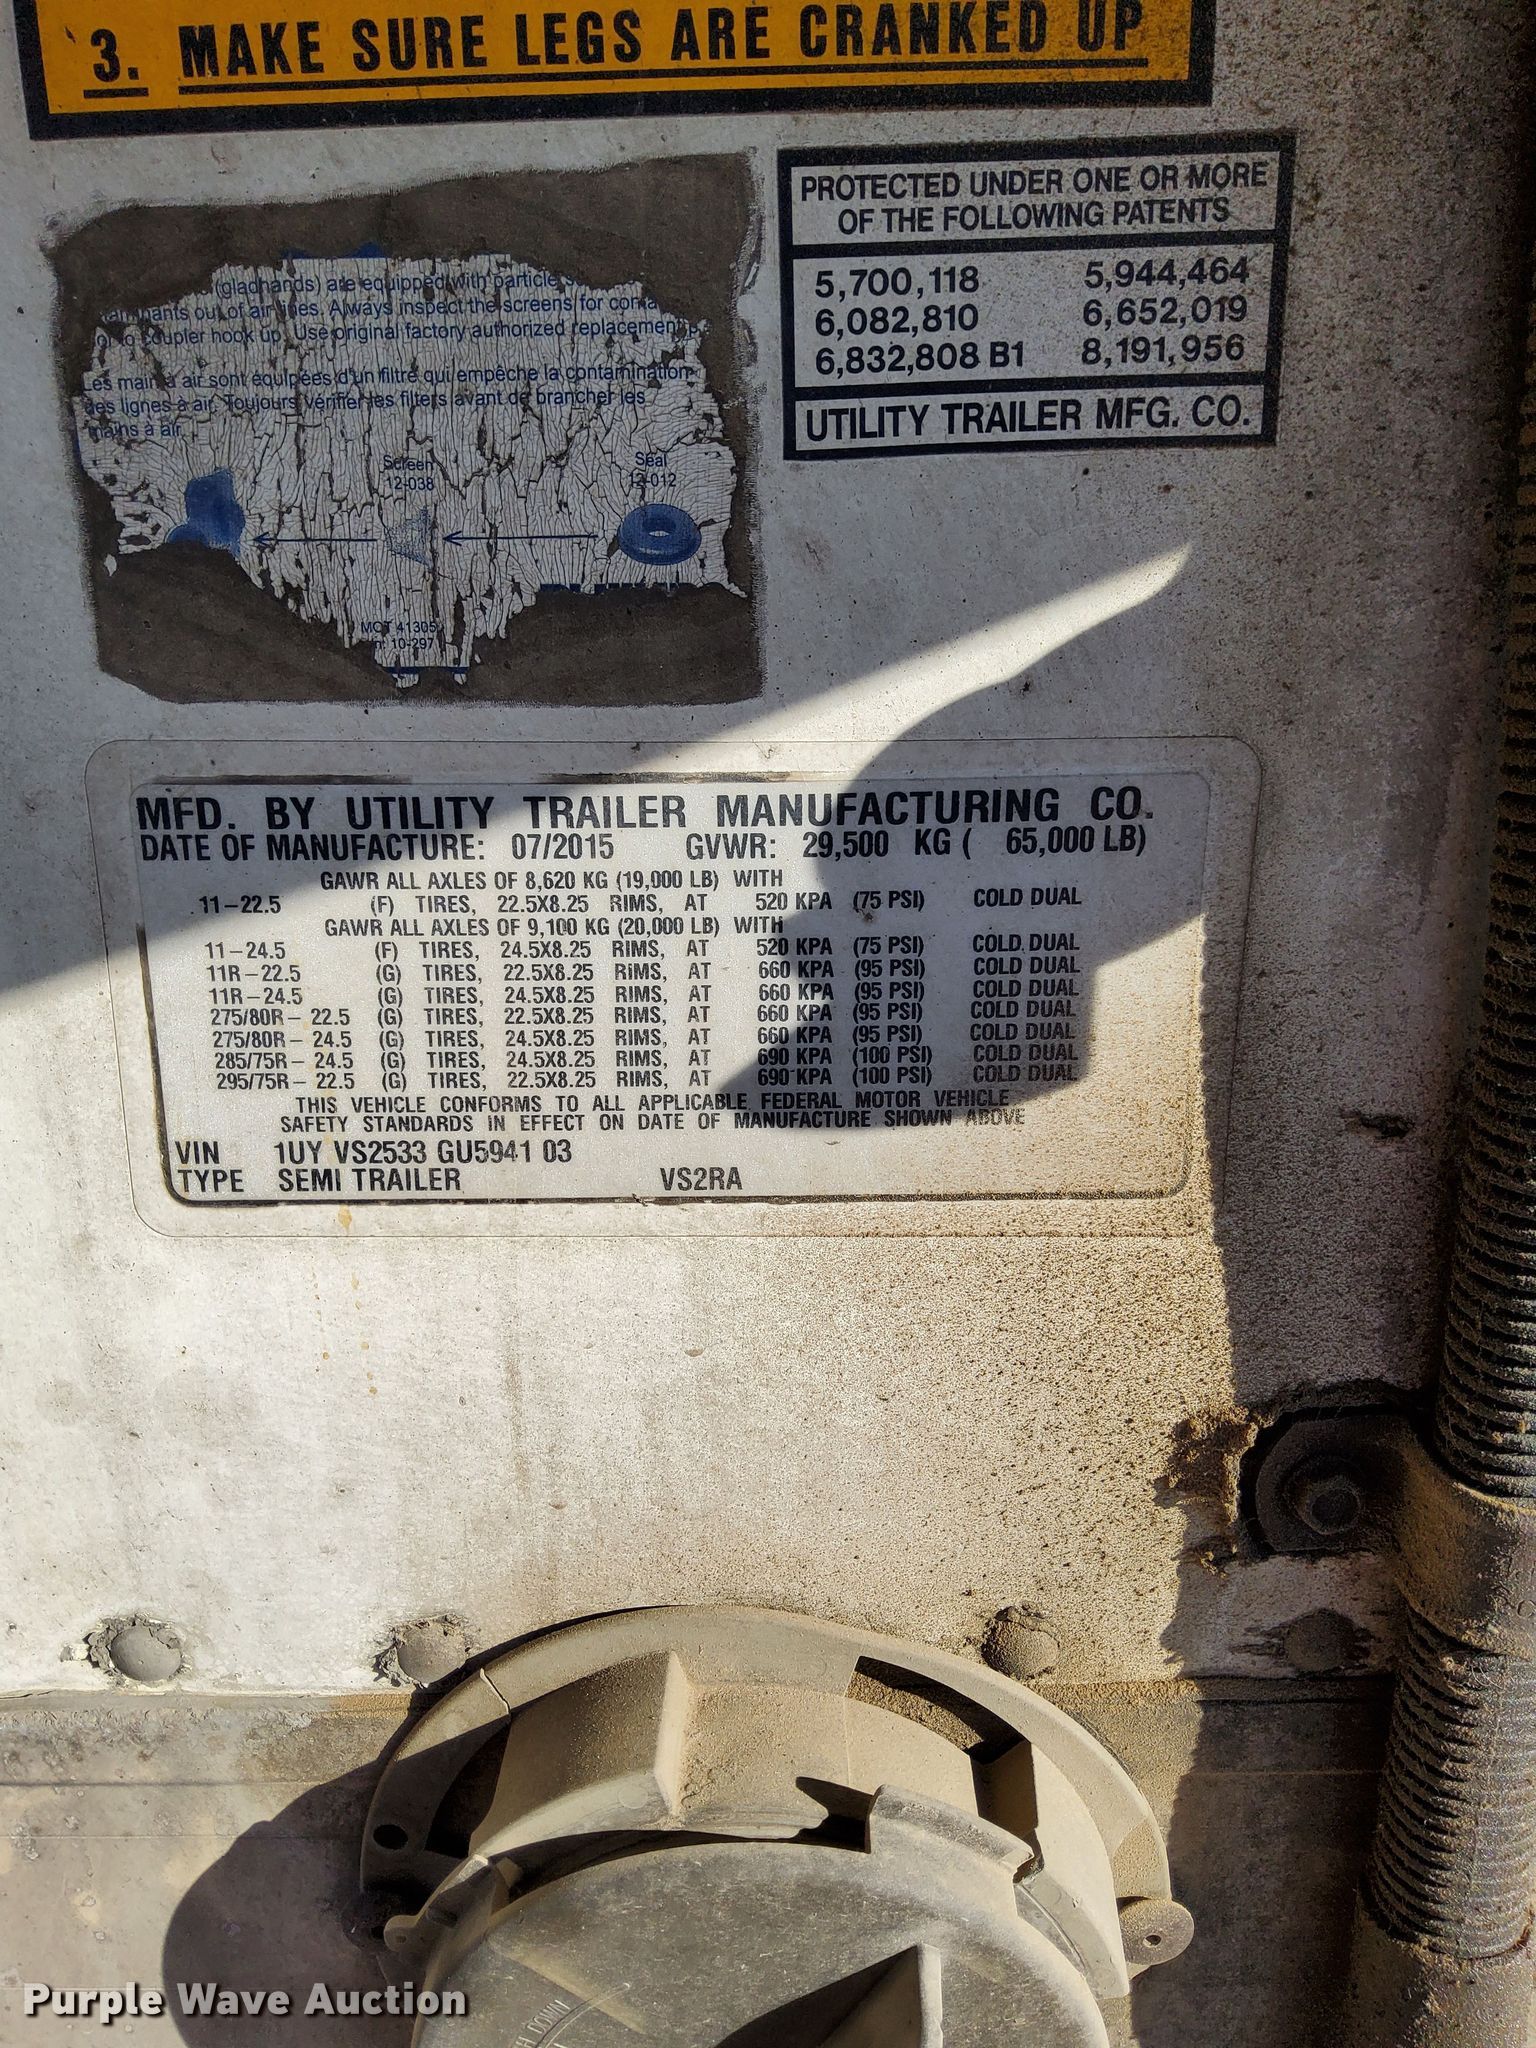 3. MAKE SURE LEGS ARE CRANKED UP
PROTECTED UNDER ONE OR MORE
OF THE FOLLOWING PATENTS
5,700,118 5,944,464
6,082,810 6,652,019
6,832,808 B1 8,191,956
UTILITY TRAILER MFG. CO.
(gladhands) are equipped with particle
out of air lines. Always inspect the screens for
to coupler hook up. Use original factory authorized replacement
Les main à air sont équipées d'un filtre qui empêche la contamination
des lignes à air. Toujours vérifier les filters avant de brancher les
mains à air.
Screen Seal
12-038 12-012
MCT 41305
10-297
MFD. BY UTILITY TRAILER MANUFACTURING CO.
DATE OF MANUFACTURE: 07/2015 GVWR: 29,500 KG ( 65,000 LB)
GAWR ALL AXLES OF 8,620 KG (19,000 LB) WITH
11-22.5 (F) TIRES, 22.5X8.25 RIMS, AT 520 KPA (75 PSI) COLD DUAL
GAWR ALL AXLES OF 9,100 KG (20,000 LB) WITH
11-24.5 (F) TIRES, 24.5X8.25 RIMS, AT 520 KPA (75 PSI) COLD DUAL
11R-22.5 (G) TIRES, 22.5X8.25 RIMS, AT 660 KPA (95 PSI) COLD DUAL
11R-24.5 (G) TIRES, 24.5X8.25 RIMS, AT 660 KPA (95 PSI) COLD DUAL
275/80R-22.5 (G) TIRES, 22.5X8.25 RIMS, AT 660 KPA (95 PSI) COLD DUAL
275/80R-24.5 (G) TIRES, 24.5X8.25 RIMS, AT 660 KPA (95 PSI) COLD DUAL
285/75R-24.5 (G) TIRES, 24.5X8.25 RIMS, AT 690 KPA (100 PSI) COLD DUAL
295/75R-22.5 (G) TIRES, 22.5X8.25 RIMS, AT 690 KPA (100 PSI) COLD DUAL
THIS VEHICLE CONFORMS TO ALL APPLICABLE FEDERAL MOTOR VEHICLE
SAFETY STANDARDS IN EFFECT ON DATE OF MANUFACTURE SHOWN ABOVE
VIN 1UY VS2533 GU5941 03
TYPE SEMI TRAILER VS2RA
DOWN
Purple Wave Auction